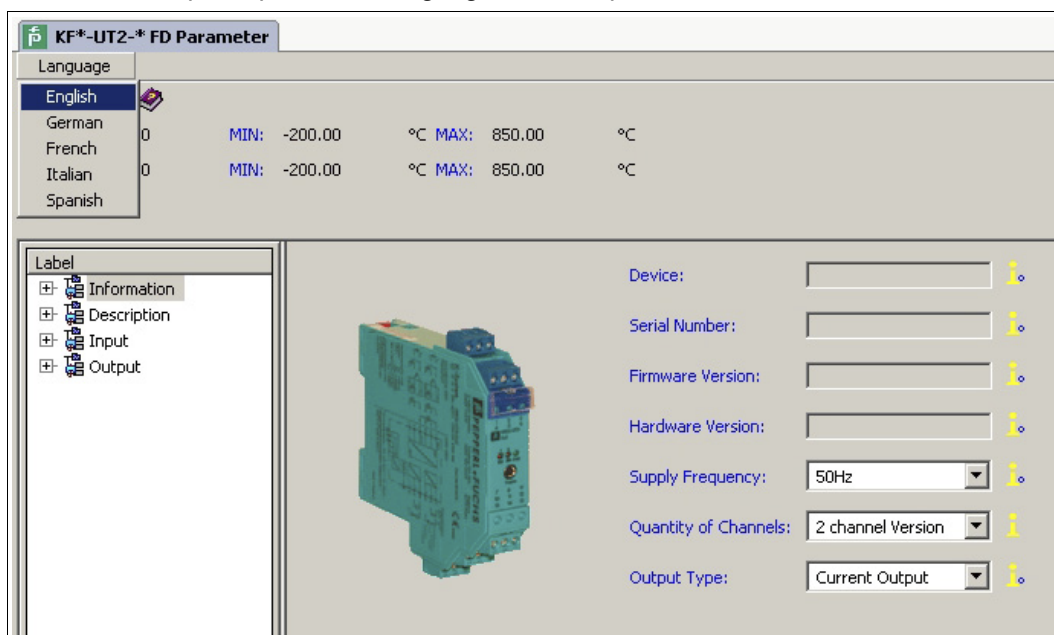 KF*-UT2-* FD Parameter
Language
English
German
0 MIN: -200.00 °C MAX: 850.00 °C
French
Italian
0 MIN: -200.00 °C MAX: 850.00 °C
Spanish
Label
Information
Description
Input
Output
Device:
Serial Number:
Firmware Version:
Hardware Version:
Supply Frequency: 50Hz
Quantity of Channels: 2 channel Version
Output Type: Current Output
PEPPERL+FUCHS